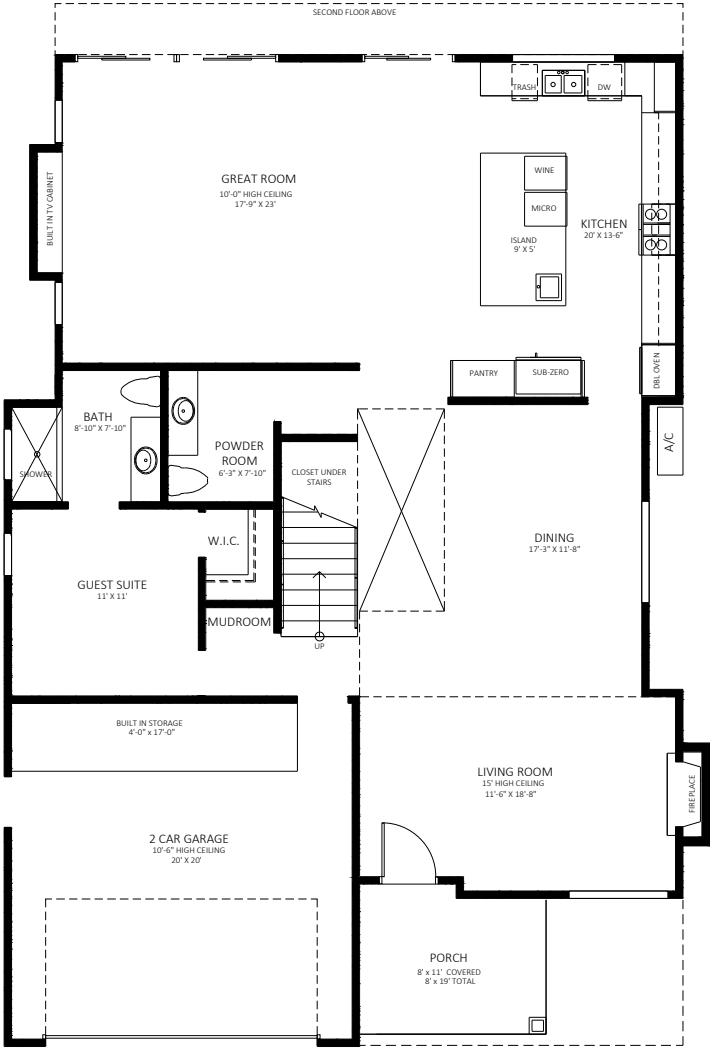 SECOND FLOOR ABOVE
TRASH
DW
GREAT ROOM
10'-0" HIGH CEILING
17'-9" X 23'
BUILT IN TV CABINET
WINE
MICRO
ISLAND
9' X 5'
KITCHEN
20' X 13-6"
PANTRY
SUB-ZERO
DBL OVEN
BATH
8'-10" X 7'-10"
SHOWER
POWDER
ROOM
6'-3" X 7'-10"
CLOSET UNDER
STAIRS
A/C
W.I.C.
DINING
17'-3" X 11'-8"
GUEST SUITE
11' X 11'
MUDROOM
UP
BUILT IN STORAGE
4'-0" x 17'-0"
LIVING ROOM
15' HIGH CEILING
11'-6" X 18'-8"
FIREPLACE
2 CAR GARAGE
10'-6" HIGH CEILING
20' X 20'
PORCH
8' x 11' COVERED
8' x 19' TOTAL